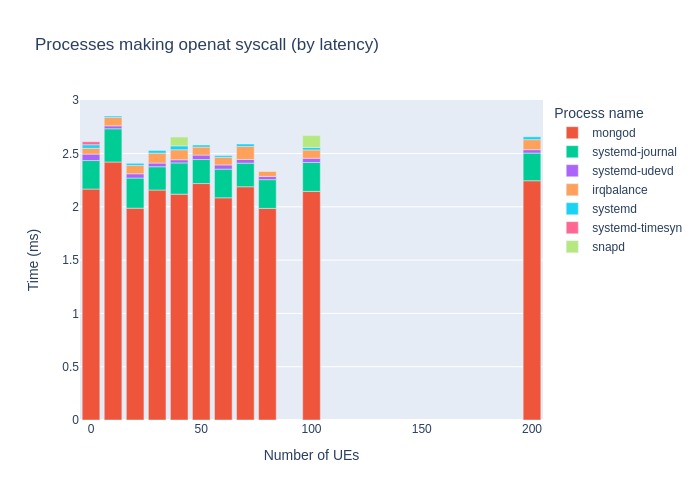 Processes making openat syscall (by latency)
Process name
mongod
systemd-journal
systemd-udevd
irqbalance
systemd
systemd-timesyn
snapd
3
2.5
2
1.5
1
0.5
0
Time (ms)
0 50 100 150 200
Number of UEs